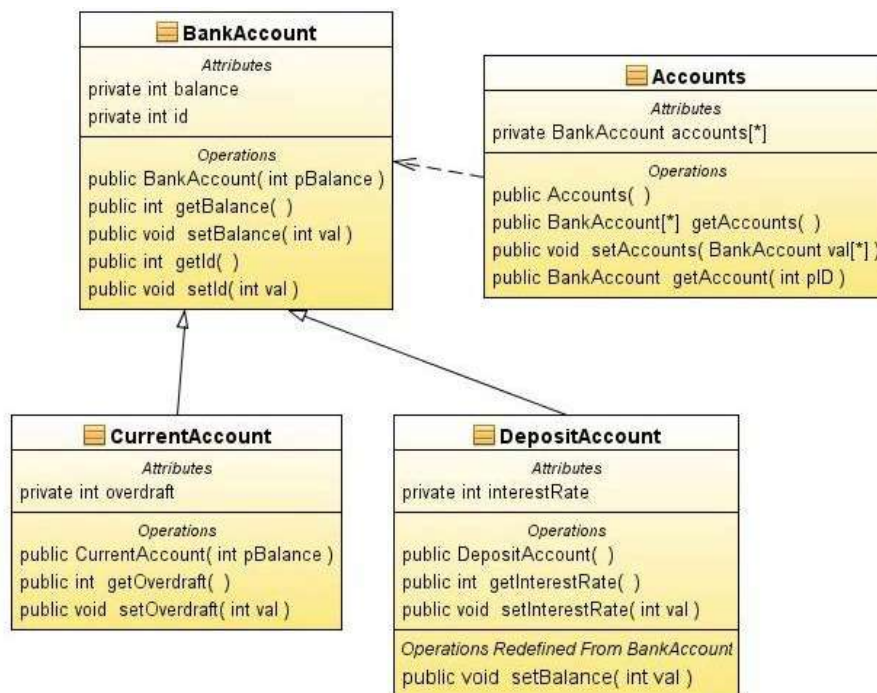 BankAccount
Attributes
private int balance
private int id
Operations
public BankAccount( int pBalance )
public int getBalance( )
public void setBalance( int val )
public int getId( )
public void setId( int val )
Accounts
Attributes
private BankAccount accounts[*]
Operations
public Accounts( )
public BankAccount[*] getAccounts( )
public void setAccounts( BankAccount val[*] )
public BankAccount getAccount( int pID )
CurrentAccount
Attributes
private int overdraft
Operations
public CurrentAccount( int pBalance )
public int getOverdraft( )
public void setOverdraft( int val )
DepositAccount
Attributes
private int interestRate
Operations
public DepositAccount( )
public int getInterestRate( )
public void setInterestRate( int val )
Operations Redefined From BankAccount
public void setBalance( int val )